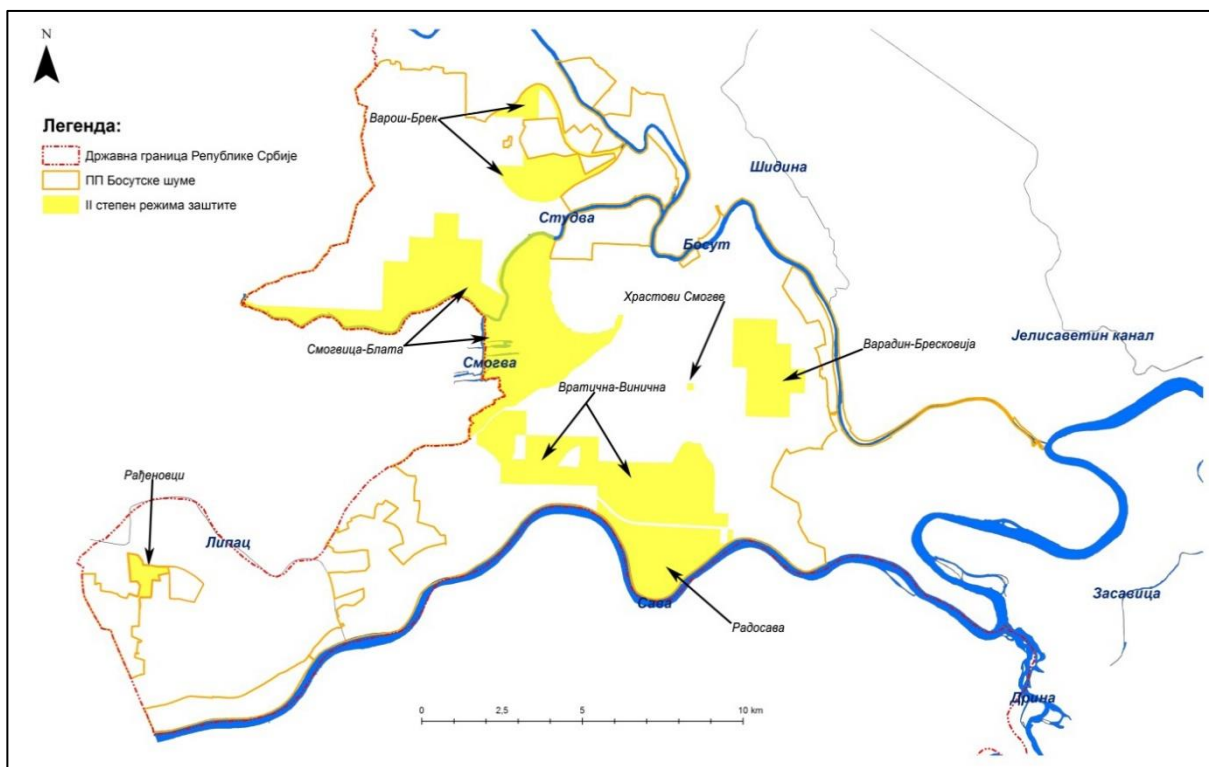 N
Легенда:
Државна граница Републике Србије
ПП Босутске шуме
II степен режима заштите
Варош-Брек
Шидина
Студва
Босут
Храстови Смогве
Јелисаветин канал
Смогвица-Блата
Варадин-Бресковија
Смогва
Вратична-Винична
Рађеновци
Липац
Засавица
Сава
Радосава
Дрина
0 2,5 5 10 km